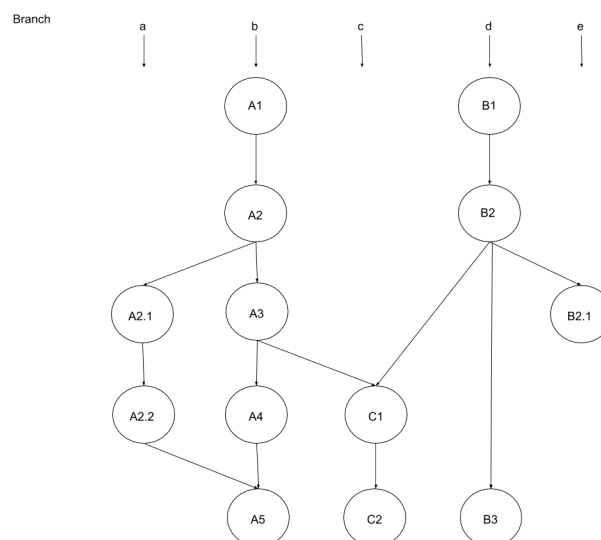 Branch
a b c d e
A1 B1
A2 B2
A2.1 A3 B2.1
A2.2 A4 C1
A5 C2 B3